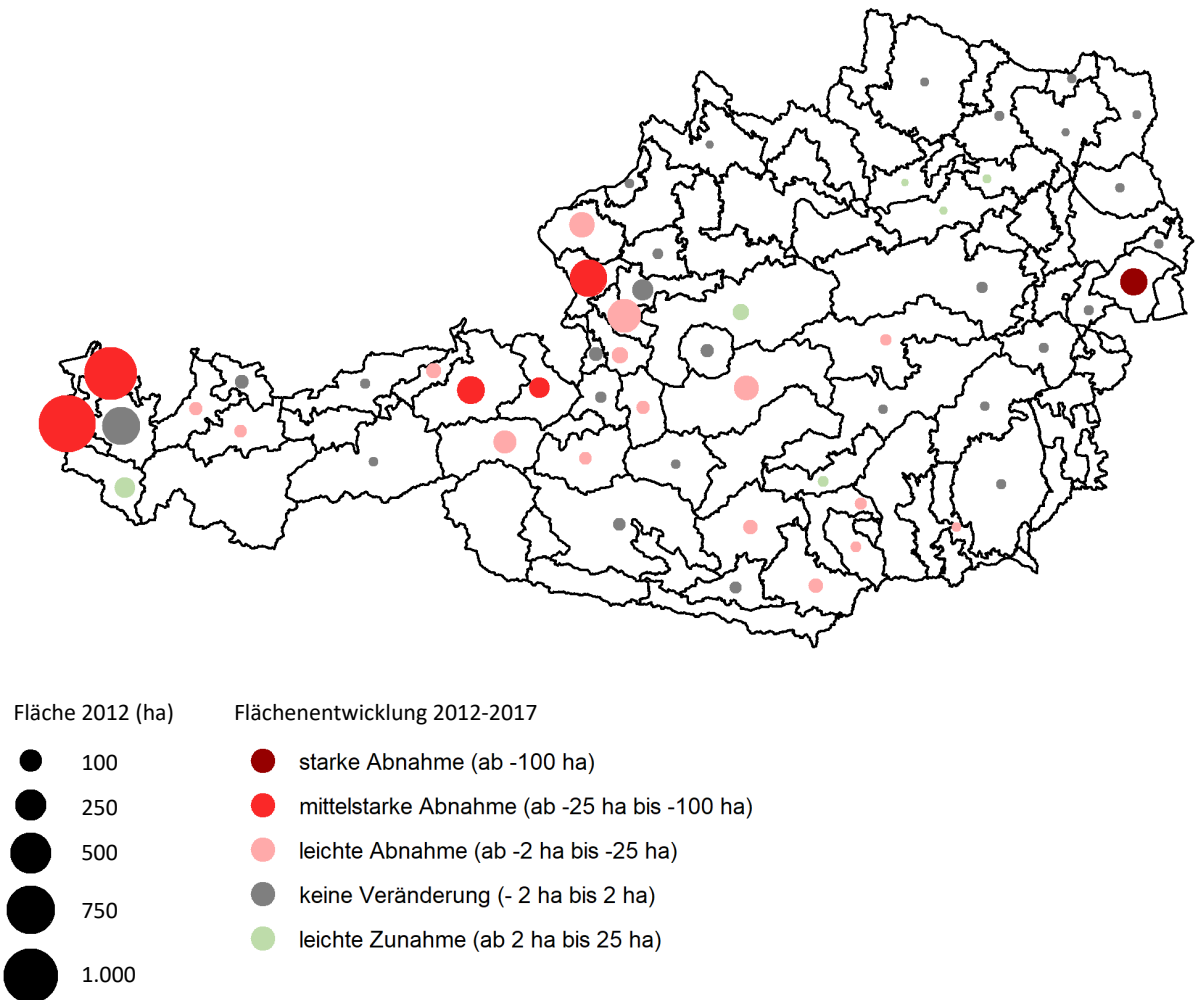 Fläche 2012 (ha)
100
250
500
750
1.000
Flächenentwicklung 2012-2017
starke Abnahme (ab -100 ha)
mittelstarke Abnahme (ab -25 ha bis -100 ha)
leichte Abnahme (ab -2 ha bis -25 ha)
keine Veränderung (- 2 ha bis 2 ha)
leichte Zunahme (ab 2 ha bis 25 ha)